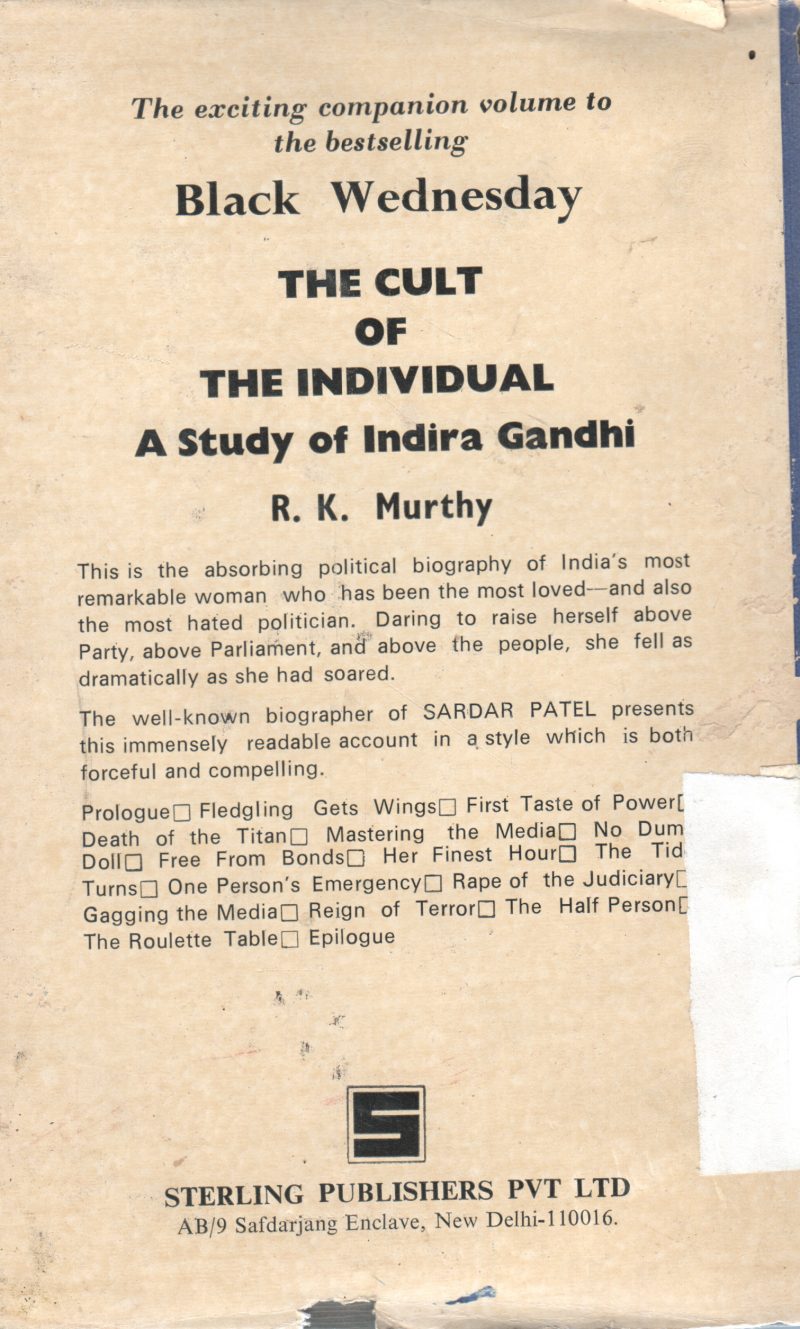 The exciting companion volume to
the bestselling
Black Wednesday
THE CULT
OF
THE INDIVIDUAL
A Study of Indira Gandhi
R. K. Murthy
This is the absorbing political biography of India's most
remarkable woman who has been the most loved—and also
the most hated politician. Daring to raise herself above
Party, above Parliament, and above the people, she fell as
dramatically as she had soared.
The well-known biographer of SARDAR PATEL presents
this immensely readable account in a style which is both
forceful and compelling.
Prologue□ Fledgling Gets Wings□ First Taste of Power□
Death of the Titan□ Mastering the Media□ No Dum
Doll□ Free From Bonds□ Her Finest Hour□ The Tid
Turns□ One Person's Emergency□ Rape of the Judiciary□
Gagging the Media□ Reign of Terror□ The Half Person□
The Roulette Table□ Epilogue
S
STERLING PUBLISHERS PVT LTD
AB/9 Safdarjang Enclave, New Delhi-110016.